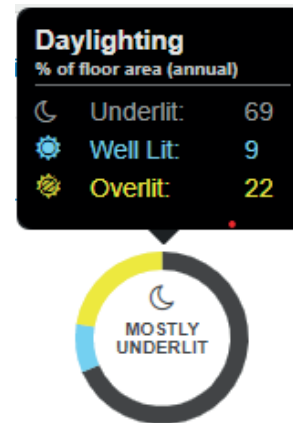 Daylighting
% of floor area (annual)
Underlit: 69
Well Lit: 9
Overlit: 22
MOSTLY
UNDERLIT